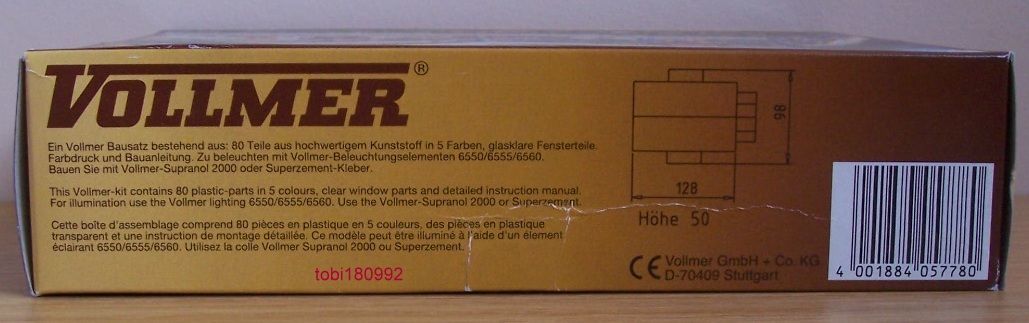 VOLLMER®
Ein Vollmer Bausatz bestehend aus: 80 Teile aus hochwertigem Kunststoff in 5 Farben, glasklare Fensterteile.
Farbdruck und Bauanleitung. Zu beleuchten mit Vollmer-Beleuchtungselementen 6550/6555/6560.
Bauen Sie mit Vollmer-Supranol 2000 oder Superzement-Kleber.
This Vollmer-kit contains 80 plastic-parts in 5 colours, clear window parts and detailed instruction manual.
For illumination use the Vollmer lighting 6550/6555/6560. Use the Vollmer-Supranol 2000 or Superzement.
Cette boîte d'assemblage comprend 80 pièces en plastique en 5 couleurs, des pièces en plastique
transparent et une instruction de montage détaillée. Ce modèle peut être illuminé à l'aide d'un élement
éclairant 6550/6555/6560. Utilisez la colle Vollmer Supranol 2000 ou Superzement.
tobi180992
98
128
Höhe 50
CE Vollmer GmbH + Co. KG
D-70409 Stuttgart
4 001884 057780